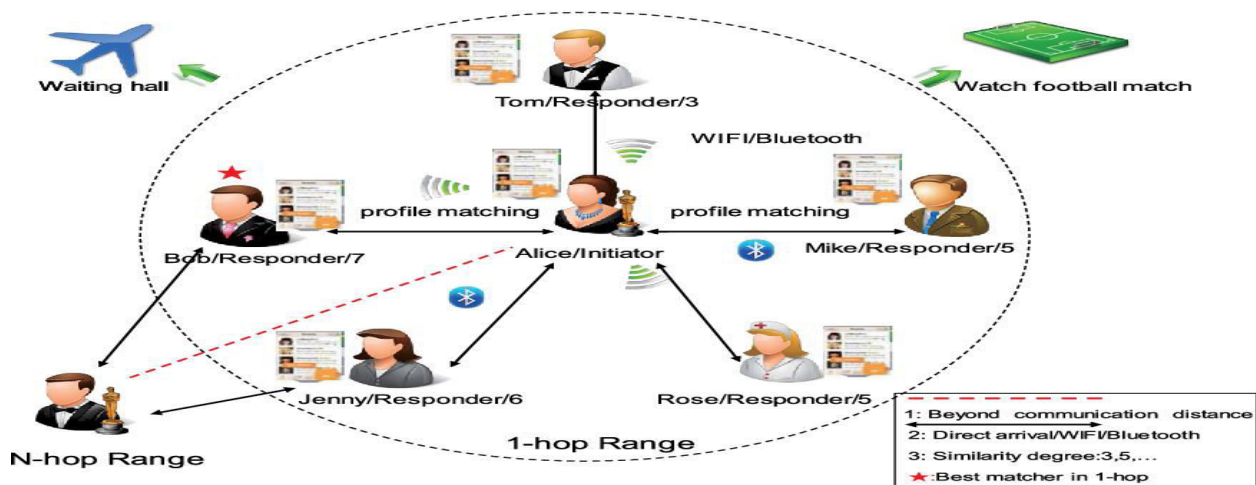 Waiting hall
Tom/Responder/3
Watch football match
WIFI/Bluetooth
profile matching
profile matching
Bob/Responder/7
Alice/Initiator
Mike/Responder/5
Jenny/Responder/6
Rose/Responder/5
1-hop Range
N-hop Range
1: Beyond communication distance
2: Direct arrival/WIFI/Bluetooth
3: Similarity degree:3,5,...
★:Best matcher in 1-hop